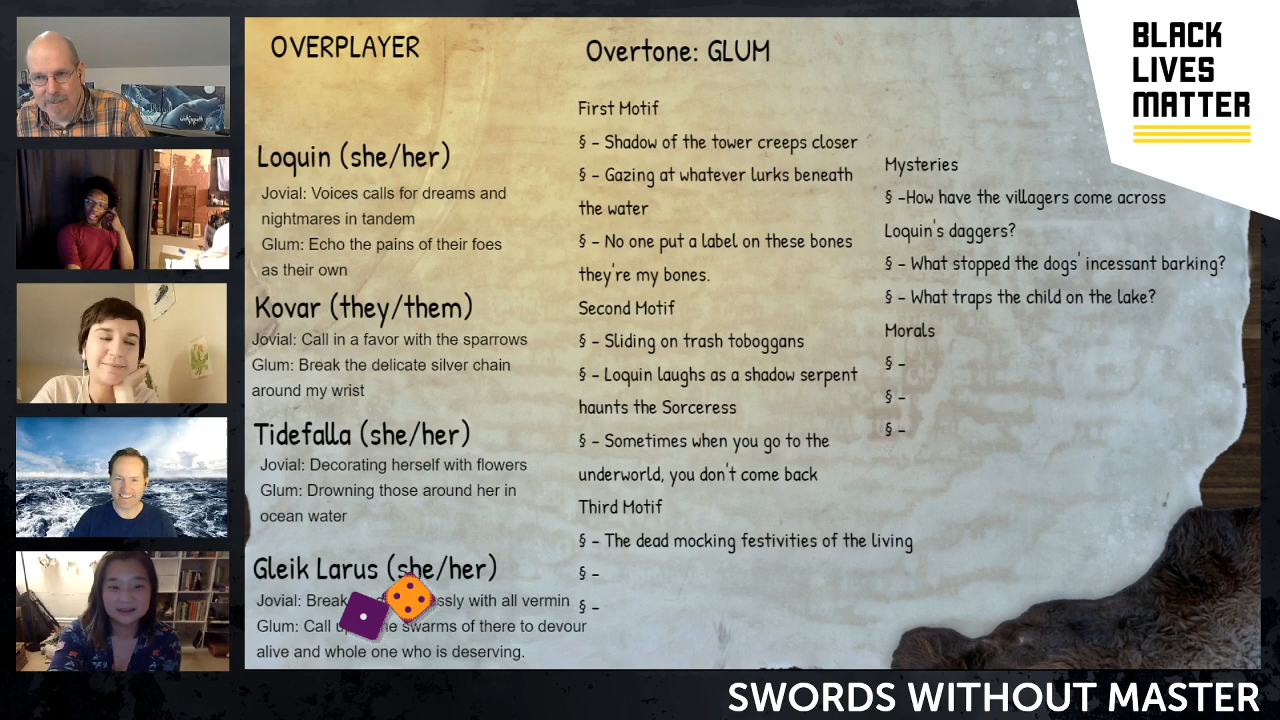 OVERPLAYER
Loquin (she/her)
Jovial: Voices calls for dreams and
nightmares in tandem
Glum: Echo the pains of their foes
as their own
Kovar (they/them)
Jovial: Call in a favor with the sparrows
Glum: Break the delicate silver chain
around my wrist
Tidefalla (she/her)
Jovial: Decorating herself with flowers
Glum: Drowning those around her in
ocean water
Gleik Larus (she/her)
Jovial: Break with all vermin
Glum: Call swarms of there to devour
alive and whole one who is deserving.
Overtone: GLUM
First Motif
§ - Shadow of the tower creeps closer
§ - Gazing at whatever lurks beneath
the water
§ - No one put a label on these bones
they're my bones.
Second Motif
§ - Sliding on trash toboggans
§ - Loquin laughs as a shadow serpent
haunts the Sorceress
§ - Sometimes when you go to the
underworld, you don't come back
Third Motif
§ - The dead mocking festivities of the living
§ -
§ -
Mysteries
§ -How have the villagers come across
Loquin's daggers?
§ - What stopped the dogs' incessant barking?
§ - What traps the child on the lake?
Morals
§ -
§ -
§ -
BLACK
LIVES
MATTER
SWORDS WITHOUT MASTER